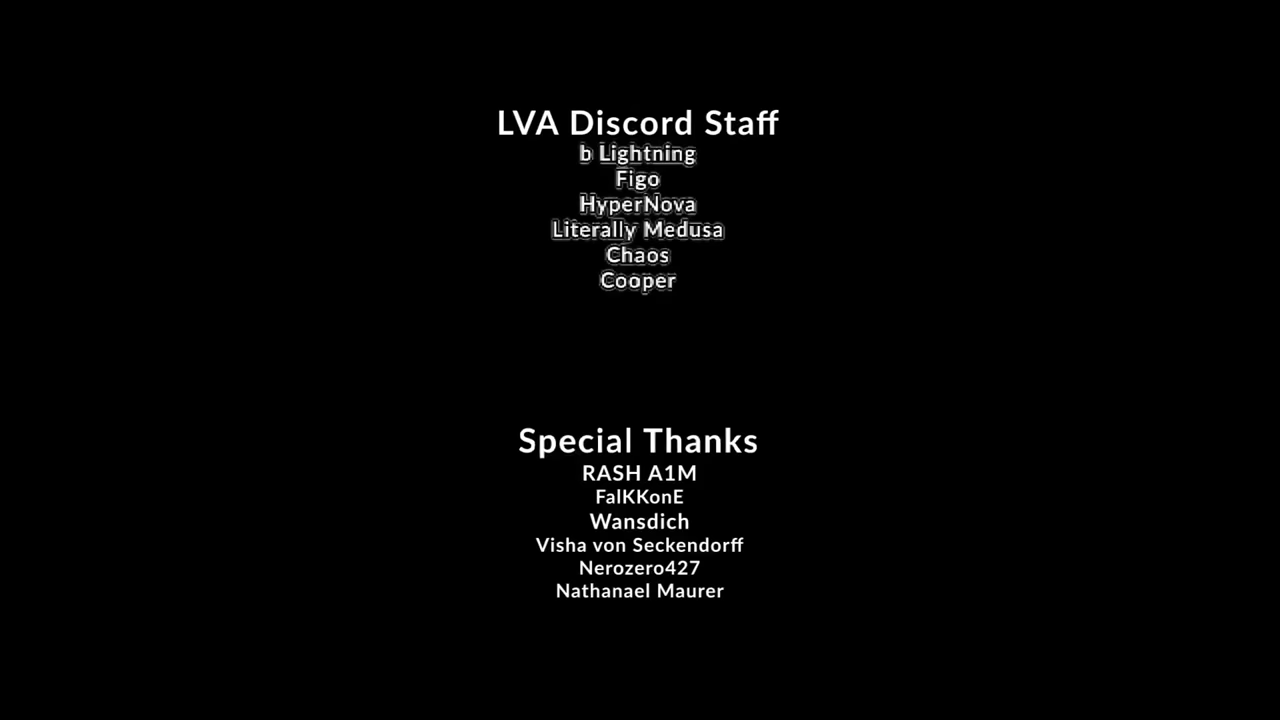 LVA Discord Staff
b Lightning
Figo
HyperNova
Literally Medusa
Chaos
Cooper
Special Thanks
RASH A1M
FalKKonE
Wansdich
Visha von Seckendorff
Nerozero427
Nathanael Maurer